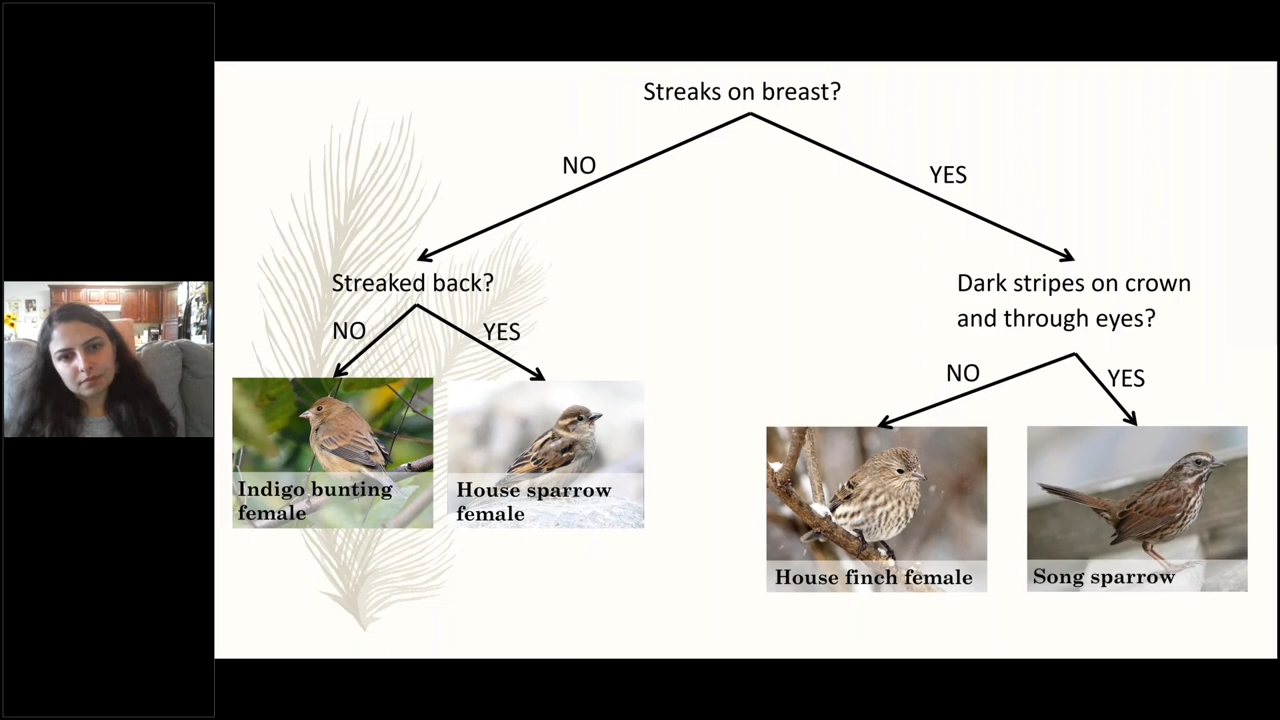 Streaks on breast?
NO
YES
Streaked back?
NO
YES
Dark stripes on crown
and through eyes?
NO
YES
Indigo bunting
female
House sparrow
female
House finch female
Song sparrow